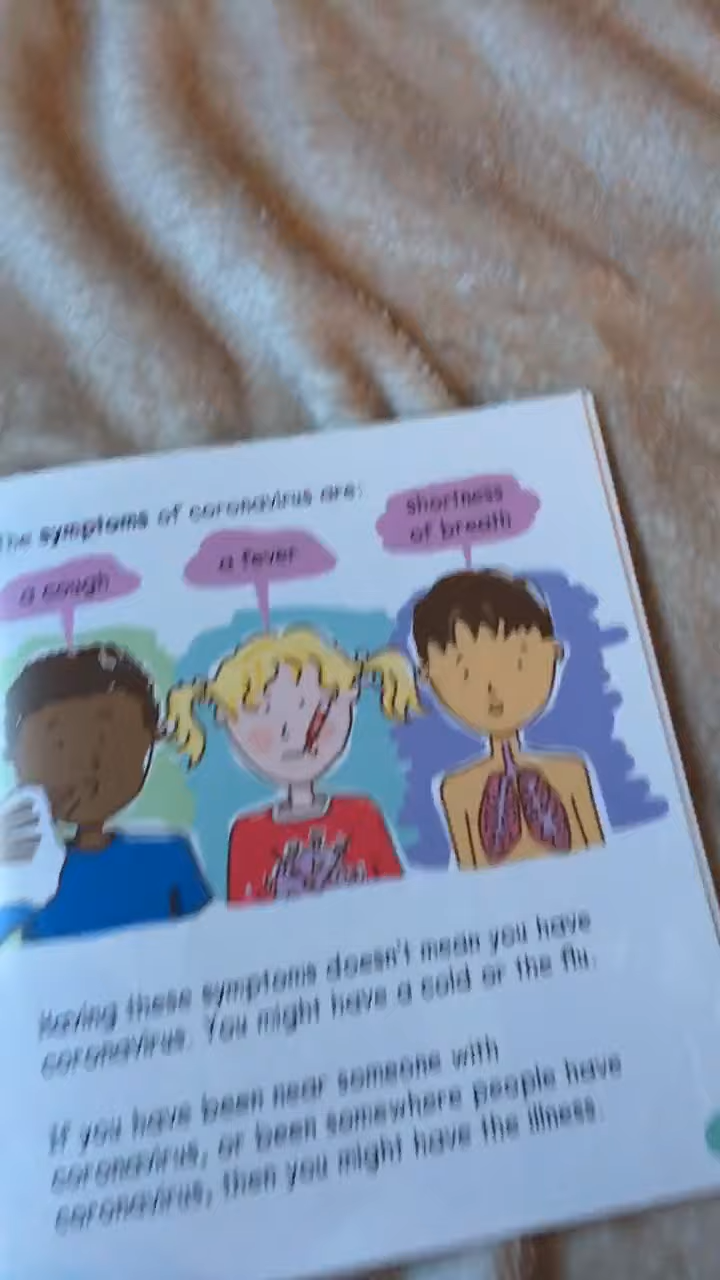 The symptoms of coronavirus are:
a cough
a fever
shortness
of breath
Having these symptoms doesn't mean you have
coronavirus. You might have a cold or the flu.
If you have been near someone with
coronavirus, or been somewhere people have
coronavirus, then you might have the illness.